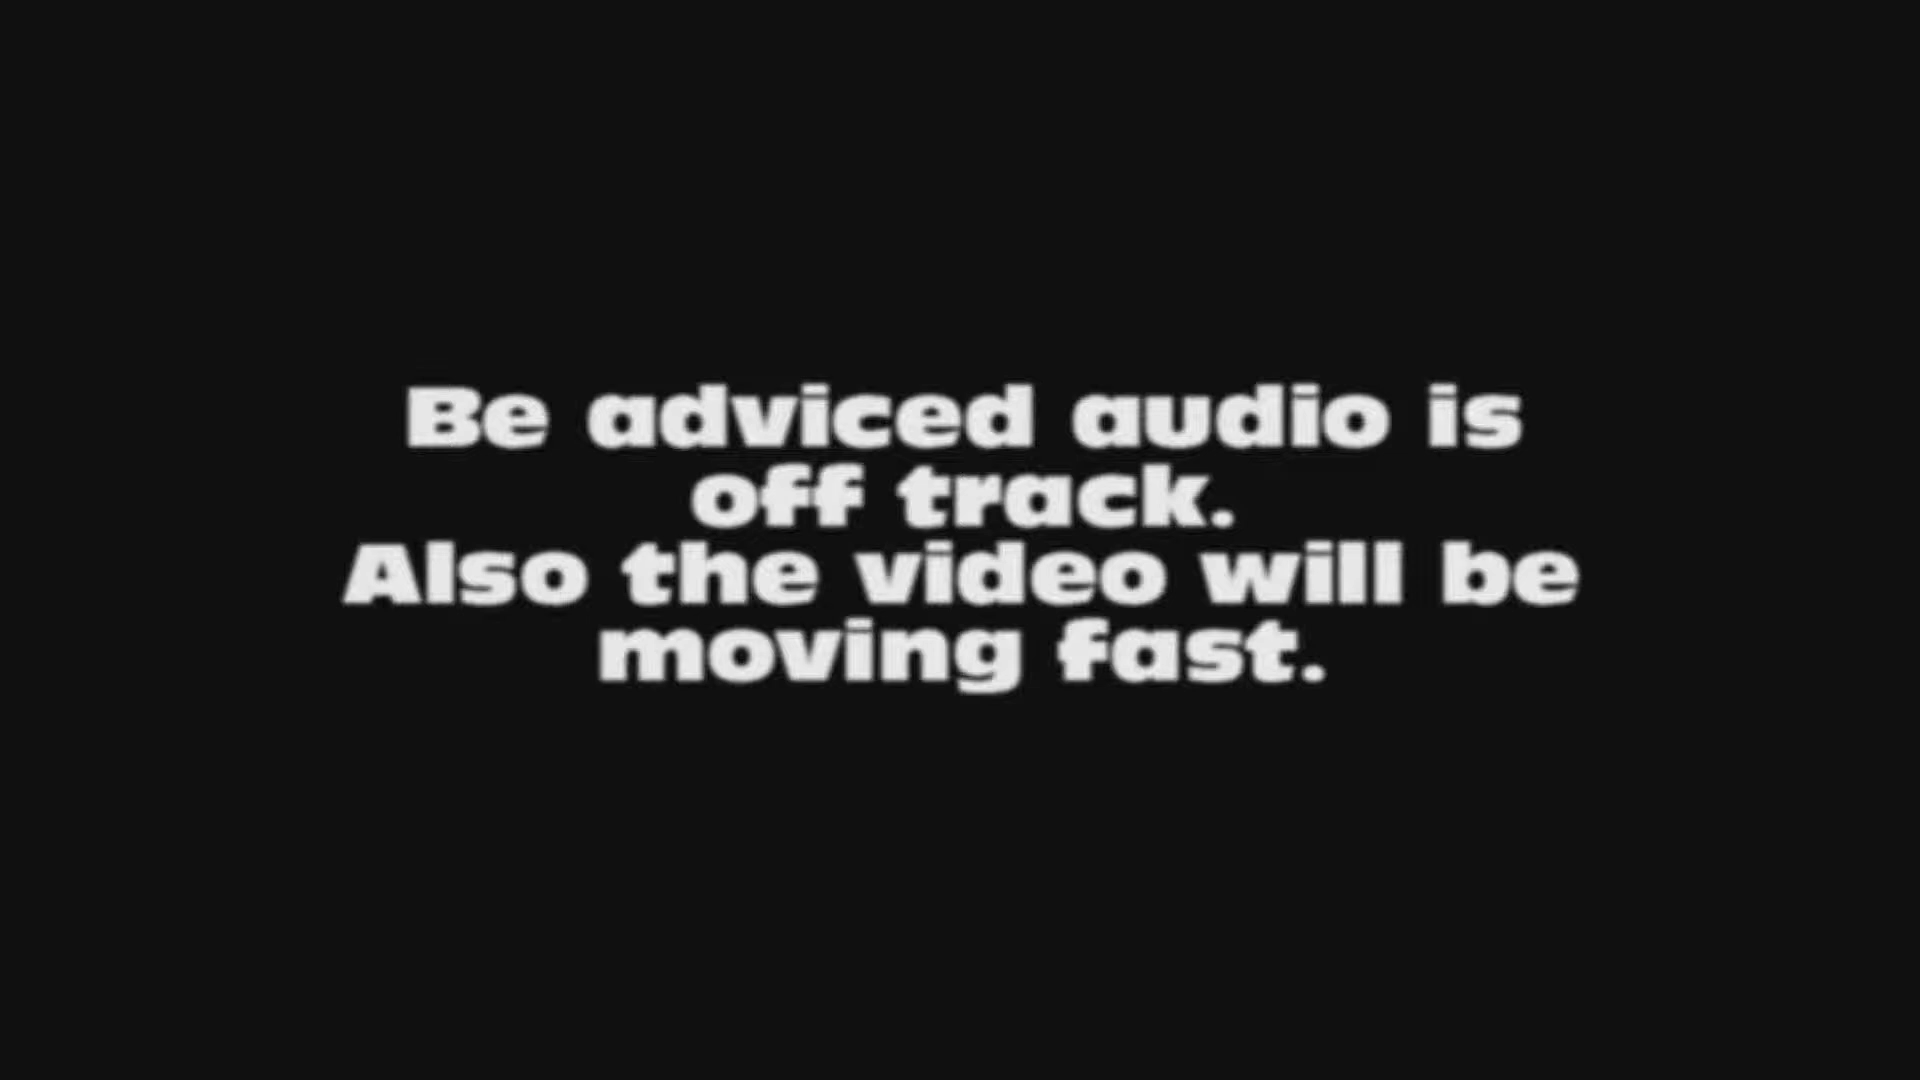 Be adviced audio is
off track.
Also the video will be
moving fast.